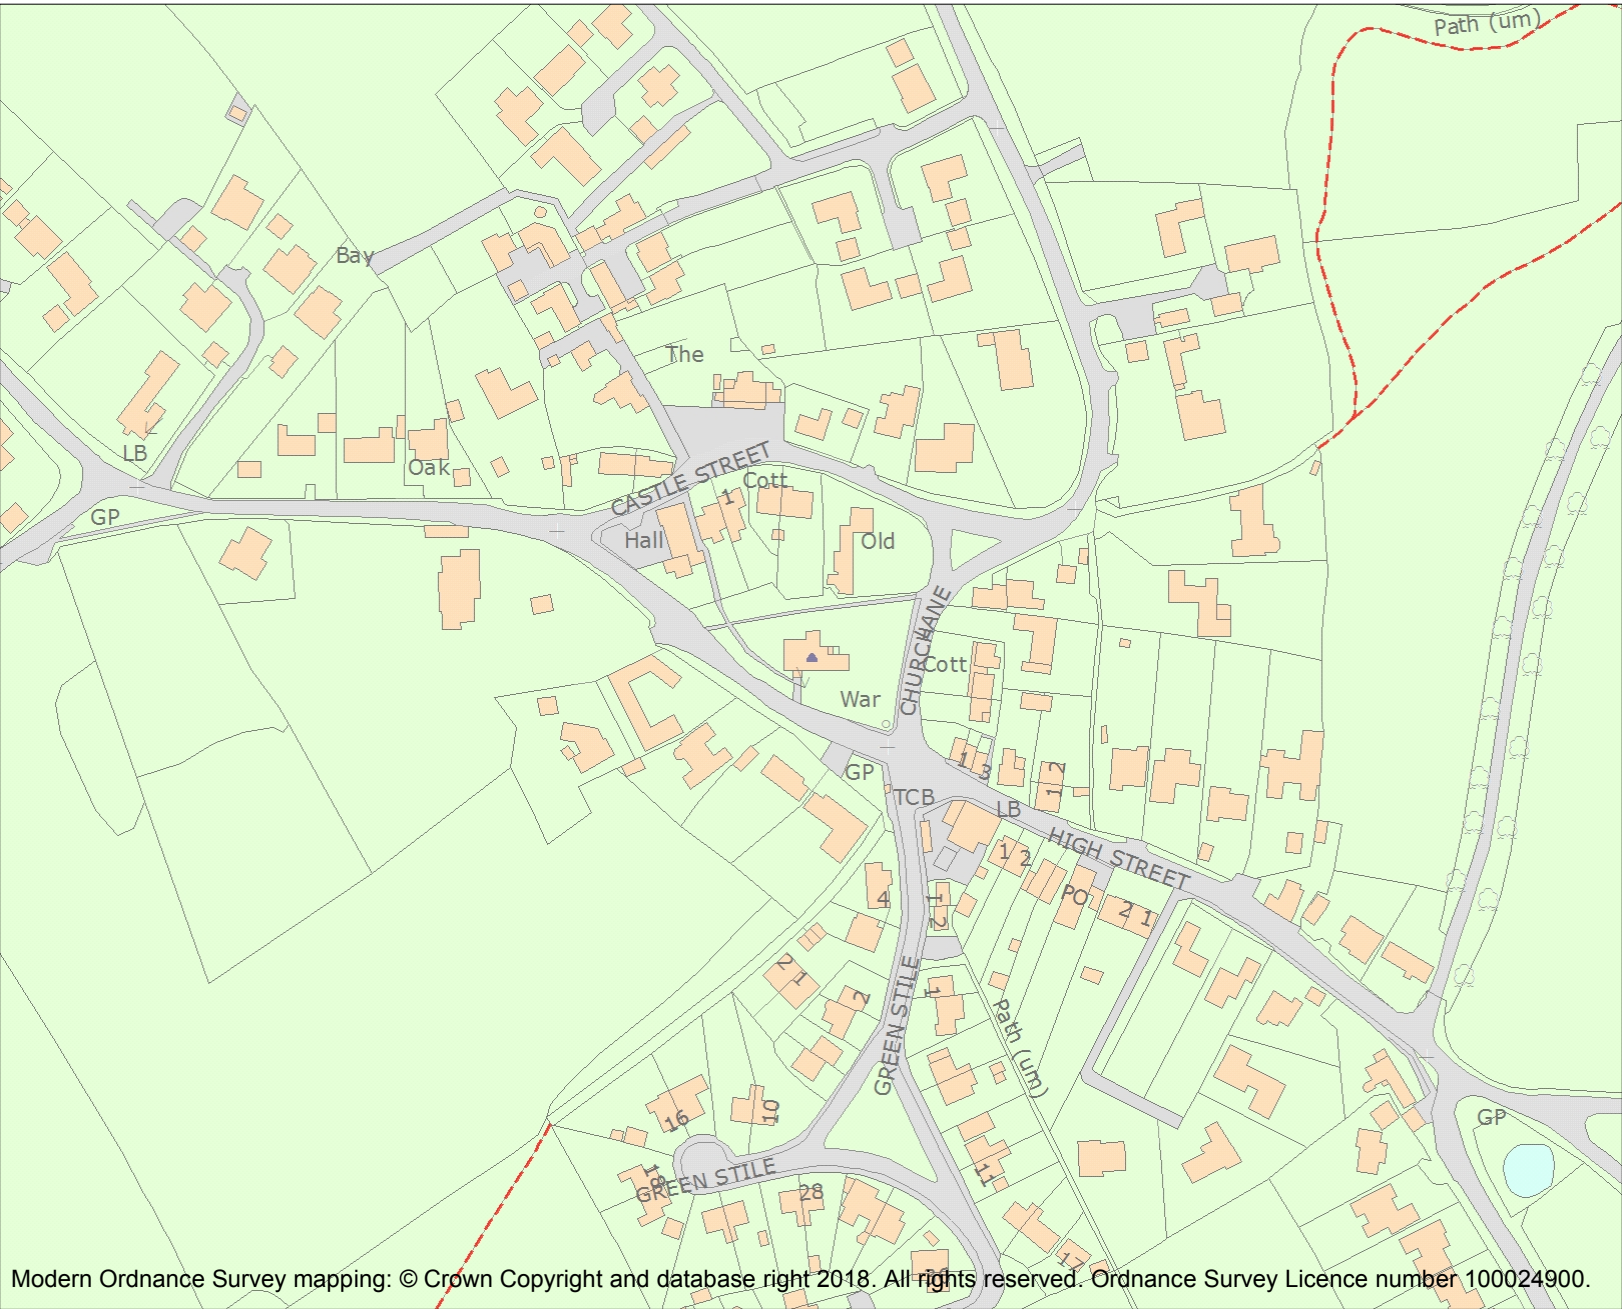 Path (um)
Bay
The
LB
Oak
CASTLE STREET
Cott
1
GP
Hall
Old
CHURCH LANE
Cott
War
1
3
1 2
GP
TCB
LB
HIGH STREET
1 2
PO
2 1
4
1 2
2 1
2
1
GREEN STILE
Path (um)
16
10
GP
18
GREEN STILE
28
11
17
Modern Ordnance Survey mapping: © Crown Copyright and database right 2018. All rights reserved. Ordnance Survey Licence number 100024900.